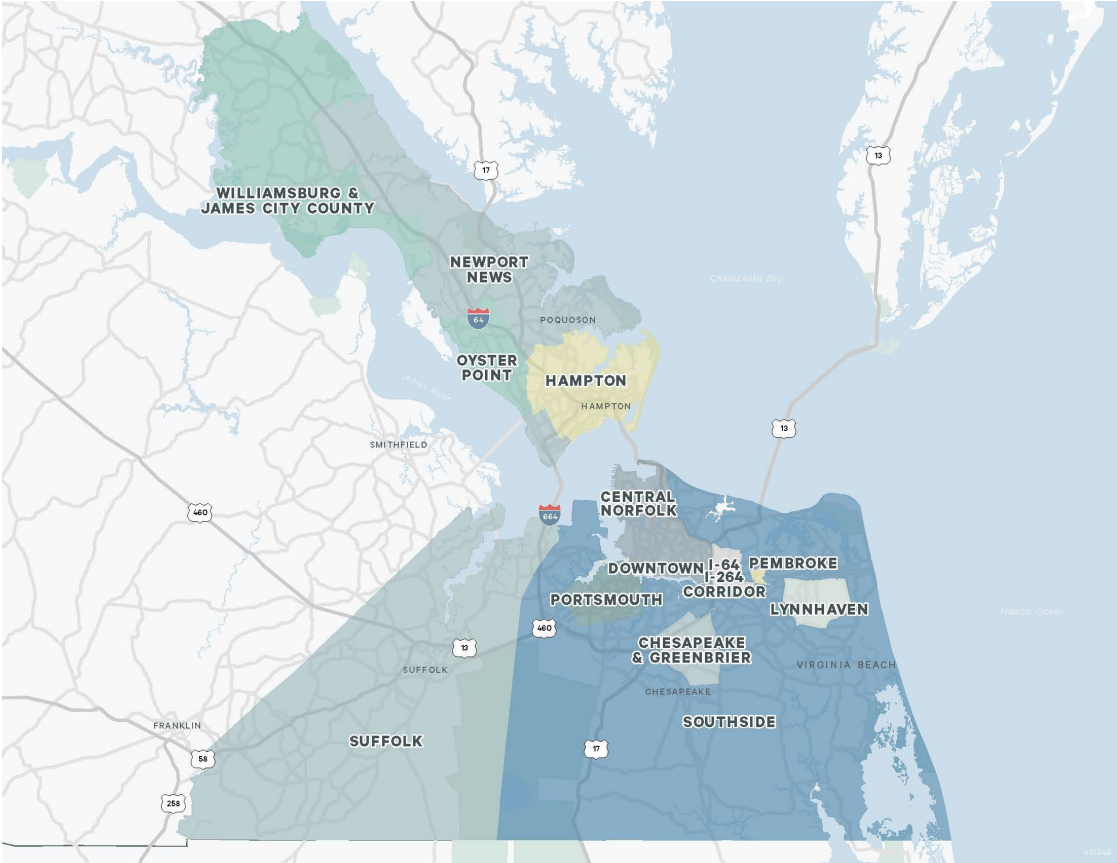 17
13
WILLIAMSBURG &
JAMES CITY COUNTY
NEWPORT
NEWS
Chesapeake Bay
64
POQUOSON
OYSTER
POINT
HAMPTON
James River
HAMPTON
13
SMITHFIELD
460
CENTRAL
NORFOLK
664
DOWNTOWN
I-64
I-264
CORRIDOR
PEMBROKE
PORTSMOUTH
LYNNHAVEN
Atlantic Ocean
460
13
CHESAPEAKE
& GREENBRIER
SUFFOLK
VIRGINIA BEACH
CHESAPEAKE
FRANKLIN
SOUTHSIDE
SUFFOLK
17
58
258
401546